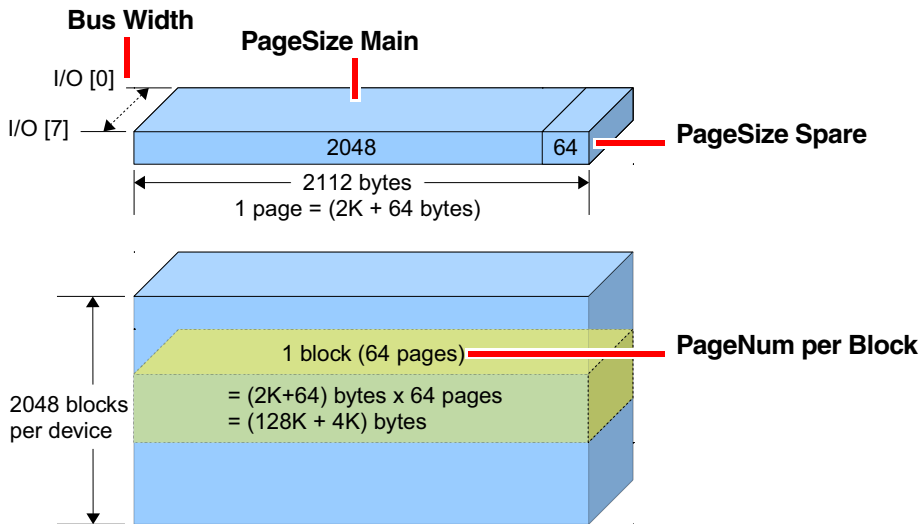 Bus Width
PageSize Main
I/O [0]
I/O [7]
2048
64
PageSize Spare
2112 bytes
1 page = (2K + 64 bytes)
1 block (64 pages)
PageNum per Block
= (2K+64) bytes x 64 pages
= (128K + 4K) bytes
2048 blocks
per device